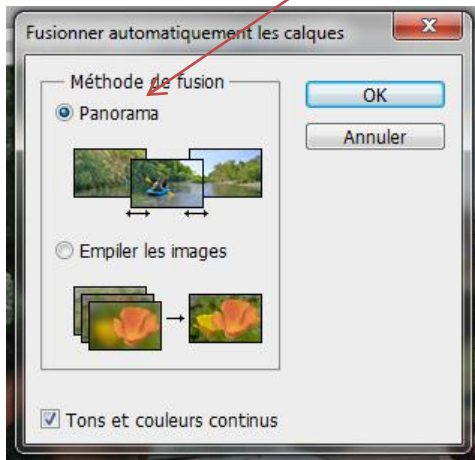 Fusionner automatiquement les calques
Méthode de fusion
Panorama
OK
Annuler
Empiler les images
Tons et couleurs continus